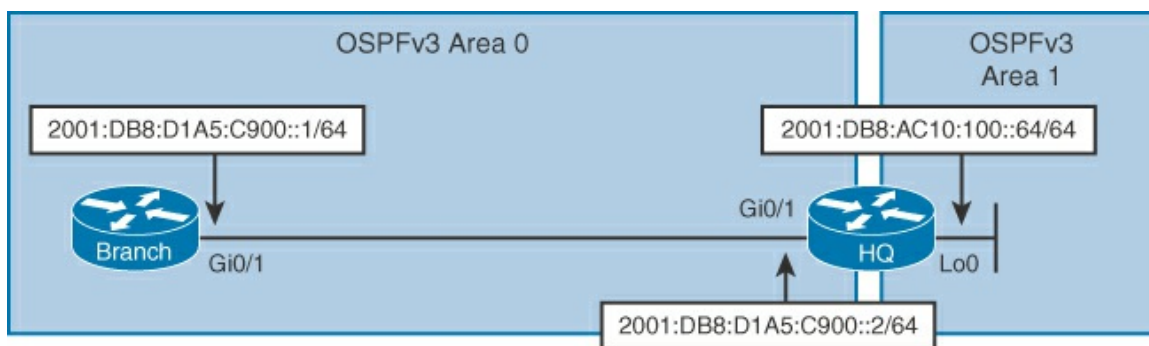 OSPFv3 Area 0
OSPFv3
Area 1
2001:DB8:D1A5:C900::1/64
2001:DB8:AC10:100::64/64
Gi0/1
Branch
Gi0/1
HQ
Lo0
2001:DB8:D1A5:C900::2/64